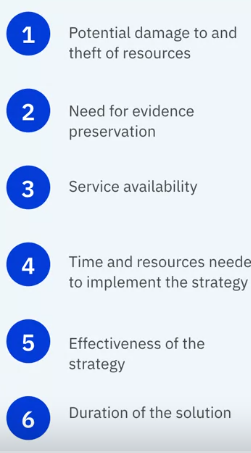 1
Potential damage to and
theft of resources
2
Need for evidence
preservation
3
Service availability
4
Time and resources neede
to implement the strategy
5
Effectiveness of the
strategy
6
Duration of the solution